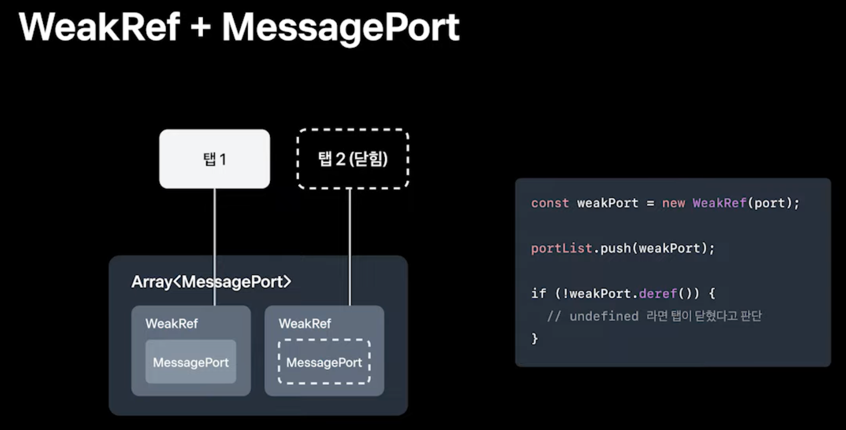 WeakRef + MessagePort
탭 1
탭 2 (닫힘)
Array<MessagePort>
WeakRef
MessagePort
WeakRef
MessagePort
const weakPort = new WeakRef(port);
portList.push(weakPort);
if (!weakPort.deref()) {
// undefined 라면 탭이 닫혔다고 판단
}